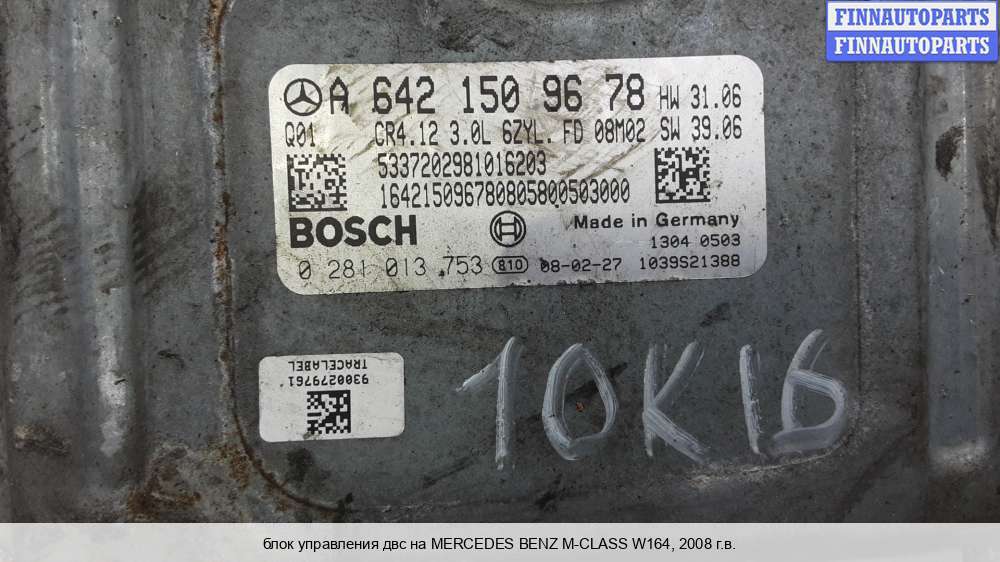 FINNAUTOPARTS
FINNAUTOPARTS
A 642 150 96 78 HW 31.06
Q01 CR4.12 3.0L 6ZYL. FD 08M02 SW 39.06
5337202981016203
164215096780805800503000
BOSCH Made in Germany
1304 0503
0 281 013 753 810 08-02-27 1039S21388
9300279761
TRACELABEL
10K16
блок управления двс на MERCEDES BENZ M-CLASS W164, 2008 г.в.